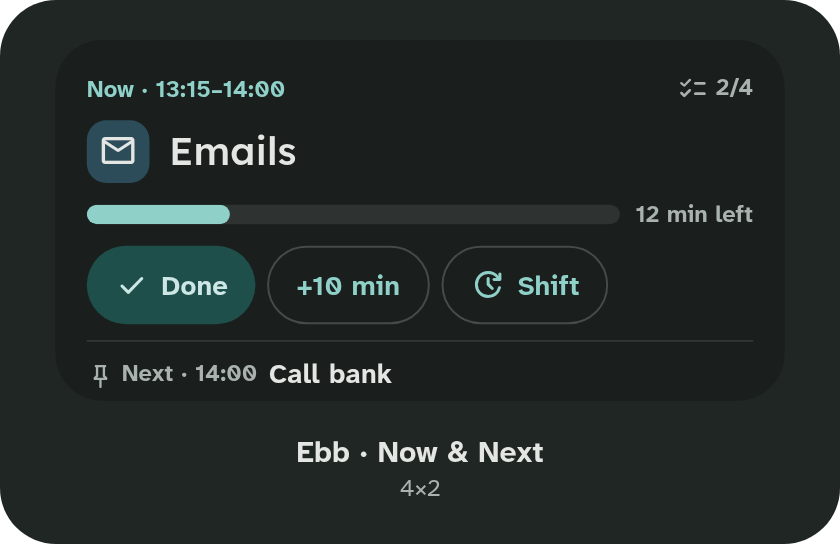 Now · 13:15–14:00
2/4
Emails
12 min left
Done
+10 min
Shift
Next · 14:00 Call bank
Ebb · Now & Next
4×2